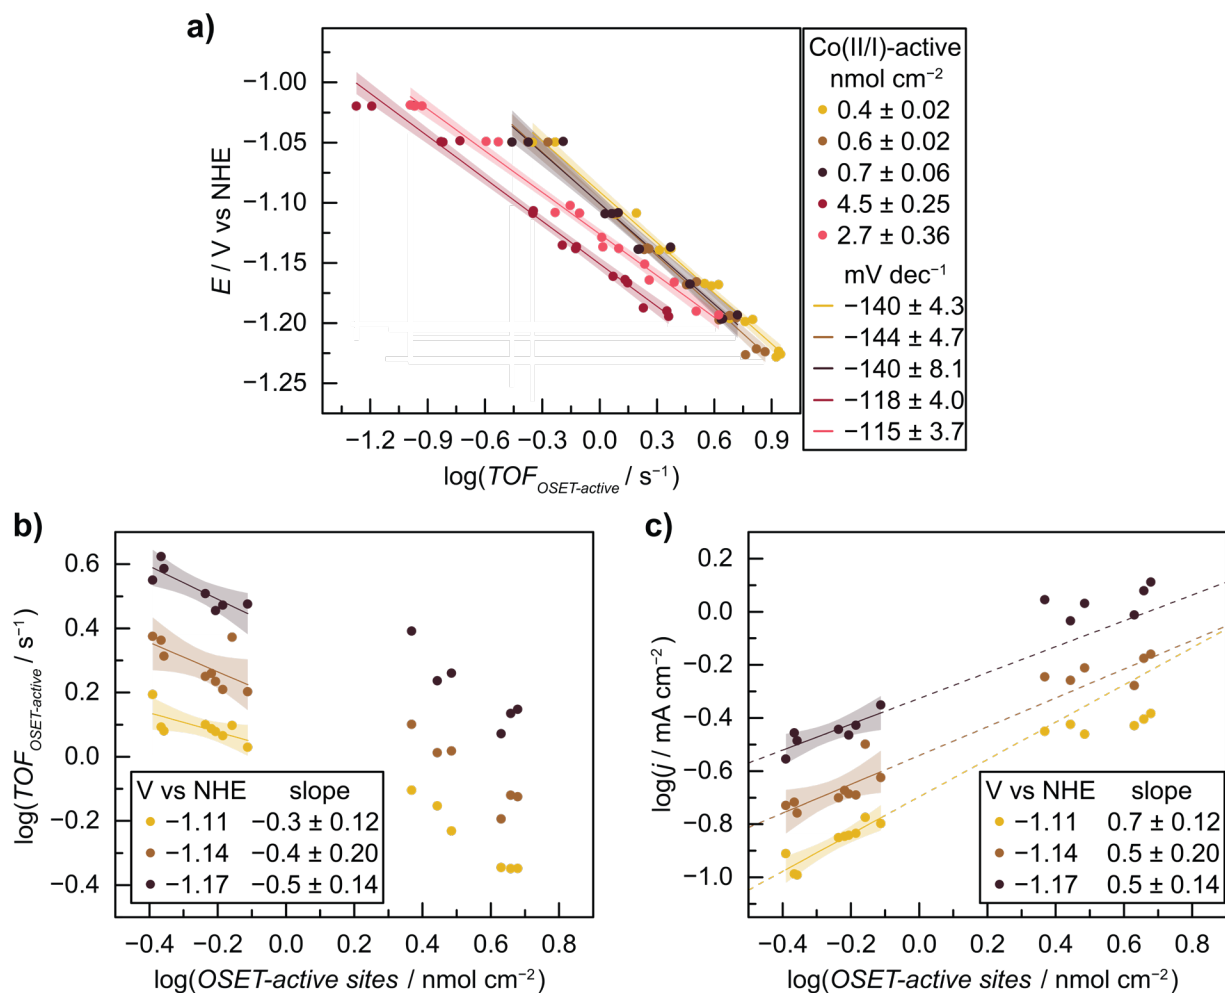 a)
E / V vs NHE
−1.00
−1.05
−1.10
−1.15
−1.20
−1.25
−1.2 −0.9 −0.6 −0.3 0.0 0.3 0.6 0.9
log(TOF_OSET-active / s⁻¹)
Co(II/I)-active
nmol cm⁻²
0.4 ± 0.02
0.6 ± 0.02
0.7 ± 0.06
4.5 ± 0.25
2.7 ± 0.36
mV dec⁻¹
−140 ± 4.3
−144 ± 4.7
−140 ± 8.1
−118 ± 4.0
−115 ± 3.7
b)
log(TOF_OSET-active / s⁻¹)
0.6
0.4
0.2
0.0
−0.2
−0.4
V vs NHE slope
−1.11 −0.3 ± 0.12
−1.14 −0.4 ± 0.20
−1.17 −0.5 ± 0.14
−0.4 −0.2 0.0 0.2 0.4 0.6 0.8
log(OSET-active sites / nmol cm⁻²)
c)
log(j / mA cm⁻²)
0.2
0.0
−0.2
−0.4
−0.6
−0.8
−1.0
V vs NHE slope
−1.11 0.7 ± 0.12
−1.14 0.5 ± 0.20
−1.17 0.5 ± 0.14
−0.4 −0.2 0.0 0.2 0.4 0.6 0.8
log(OSET-active sites / nmol cm⁻²)